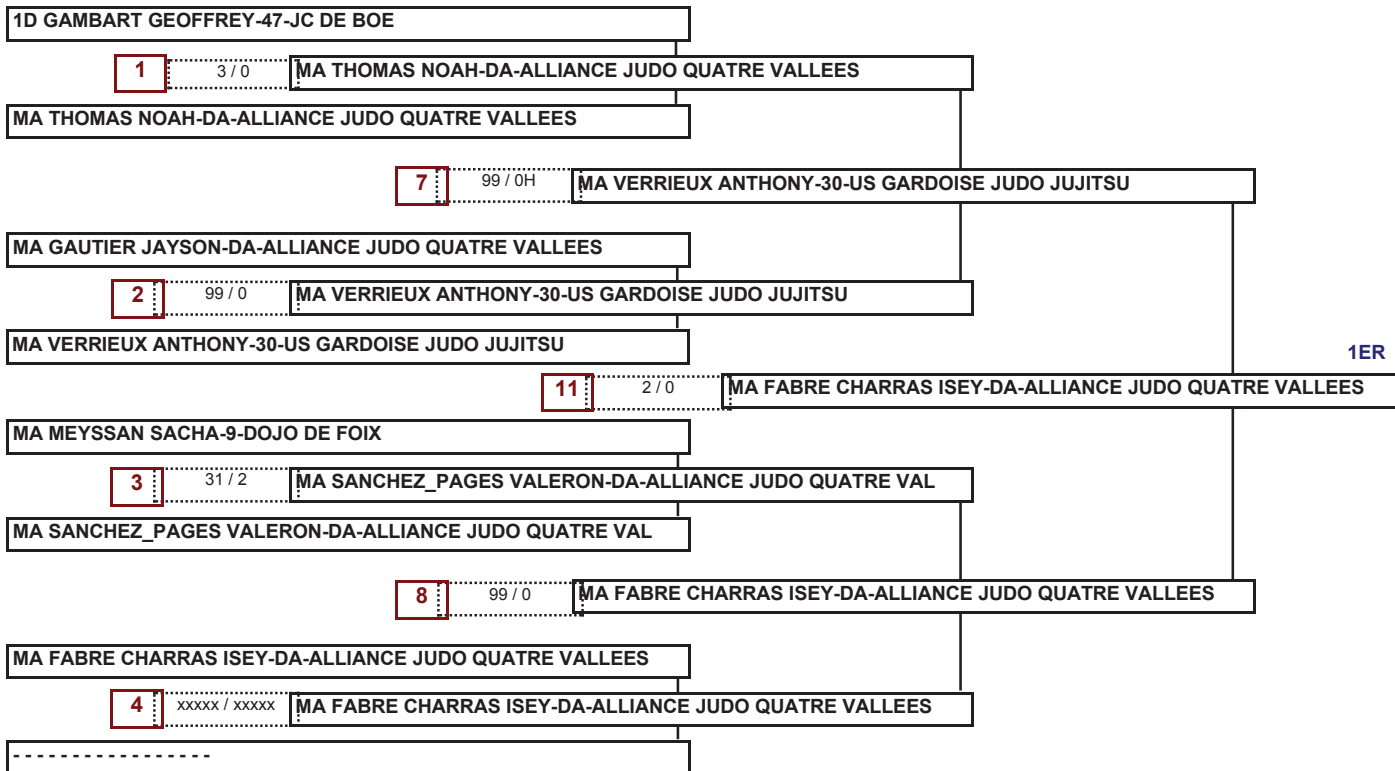 1D GAMBART GEOFFREY-47-JC DE BOE
1 3 / 0 MA THOMAS NOAH-DA-ALLIANCE JUDO QUATRE VALLEES
MA THOMAS NOAH-DA-ALLIANCE JUDO QUATRE VALLEES
7 99 / 0H MA VERRIEUX ANTHONY-30-US GARDOISE JUDO JUJITSU
MA GAUTIER JAYSON-DA-ALLIANCE JUDO QUATRE VALLEES
2 99 / 0 MA VERRIEUX ANTHONY-30-US GARDOISE JUDO JUJITSU
MA VERRIEUX ANTHONY-30-US GARDOISE JUDO JUJITSU
1ER
11 2 / 0 MA FABRE CHARRAS ISEY-DA-ALLIANCE JUDO QUATRE VALLEES
MA MEYSSAN SACHA-9-DOJO DE FOIX
3 31 / 2 MA SANCHEZ_PAGES VALERON-DA-ALLIANCE JUDO QUATRE VAL
MA SANCHEZ_PAGES VALERON-DA-ALLIANCE JUDO QUATRE VAL
8 99 / 0 MA FABRE CHARRAS ISEY-DA-ALLIANCE JUDO QUATRE VALLEES
MA FABRE CHARRAS ISEY-DA-ALLIANCE JUDO QUATRE VALLEES
4 xxxxx / xxxxx MA FABRE CHARRAS ISEY-DA-ALLIANCE JUDO QUATRE VALLEES
- - - - - - - - - - - - - - - - -